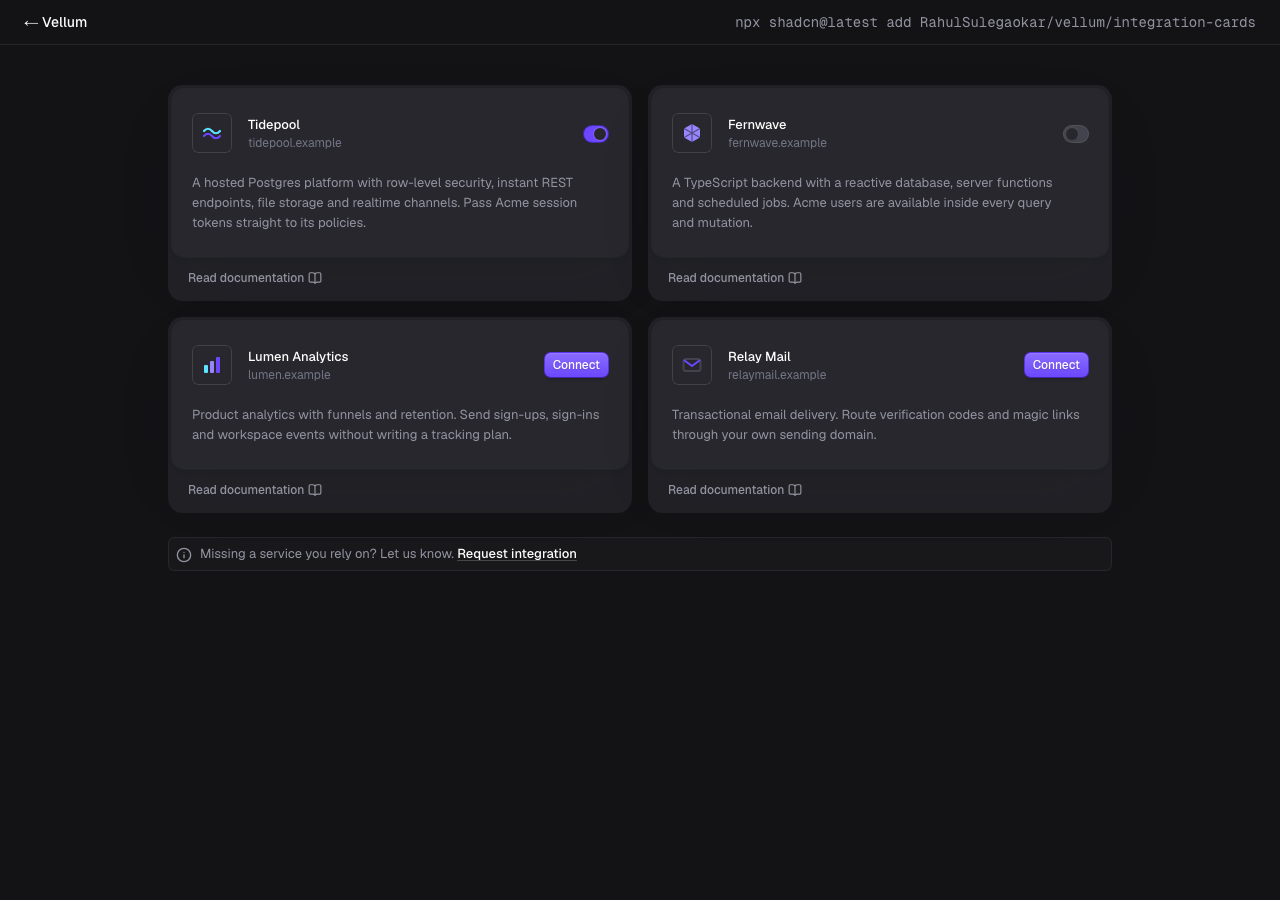 ← Vellum
npx shadcn@latest add RahulSulegaokar/vellum/integration-cards
Tidepool
tidepool.example
A hosted Postgres platform with row-level security, instant REST
endpoints, file storage and realtime channels. Pass Acme session
tokens straight to its policies.
Read documentation
Fernwave
fernwave.example
A TypeScript backend with a reactive database, server functions
and scheduled jobs. Acme users are available inside every query
and mutation.
Read documentation
Lumen Analytics
lumen.example
Connect
Product analytics with funnels and retention. Send sign-ups, sign-ins
and workspace events without writing a tracking plan.
Read documentation
Relay Mail
relaymail.example
Connect
Transactional email delivery. Route verification codes and magic links
through your own sending domain.
Read documentation
Missing a service you rely on? Let us know. Request integration